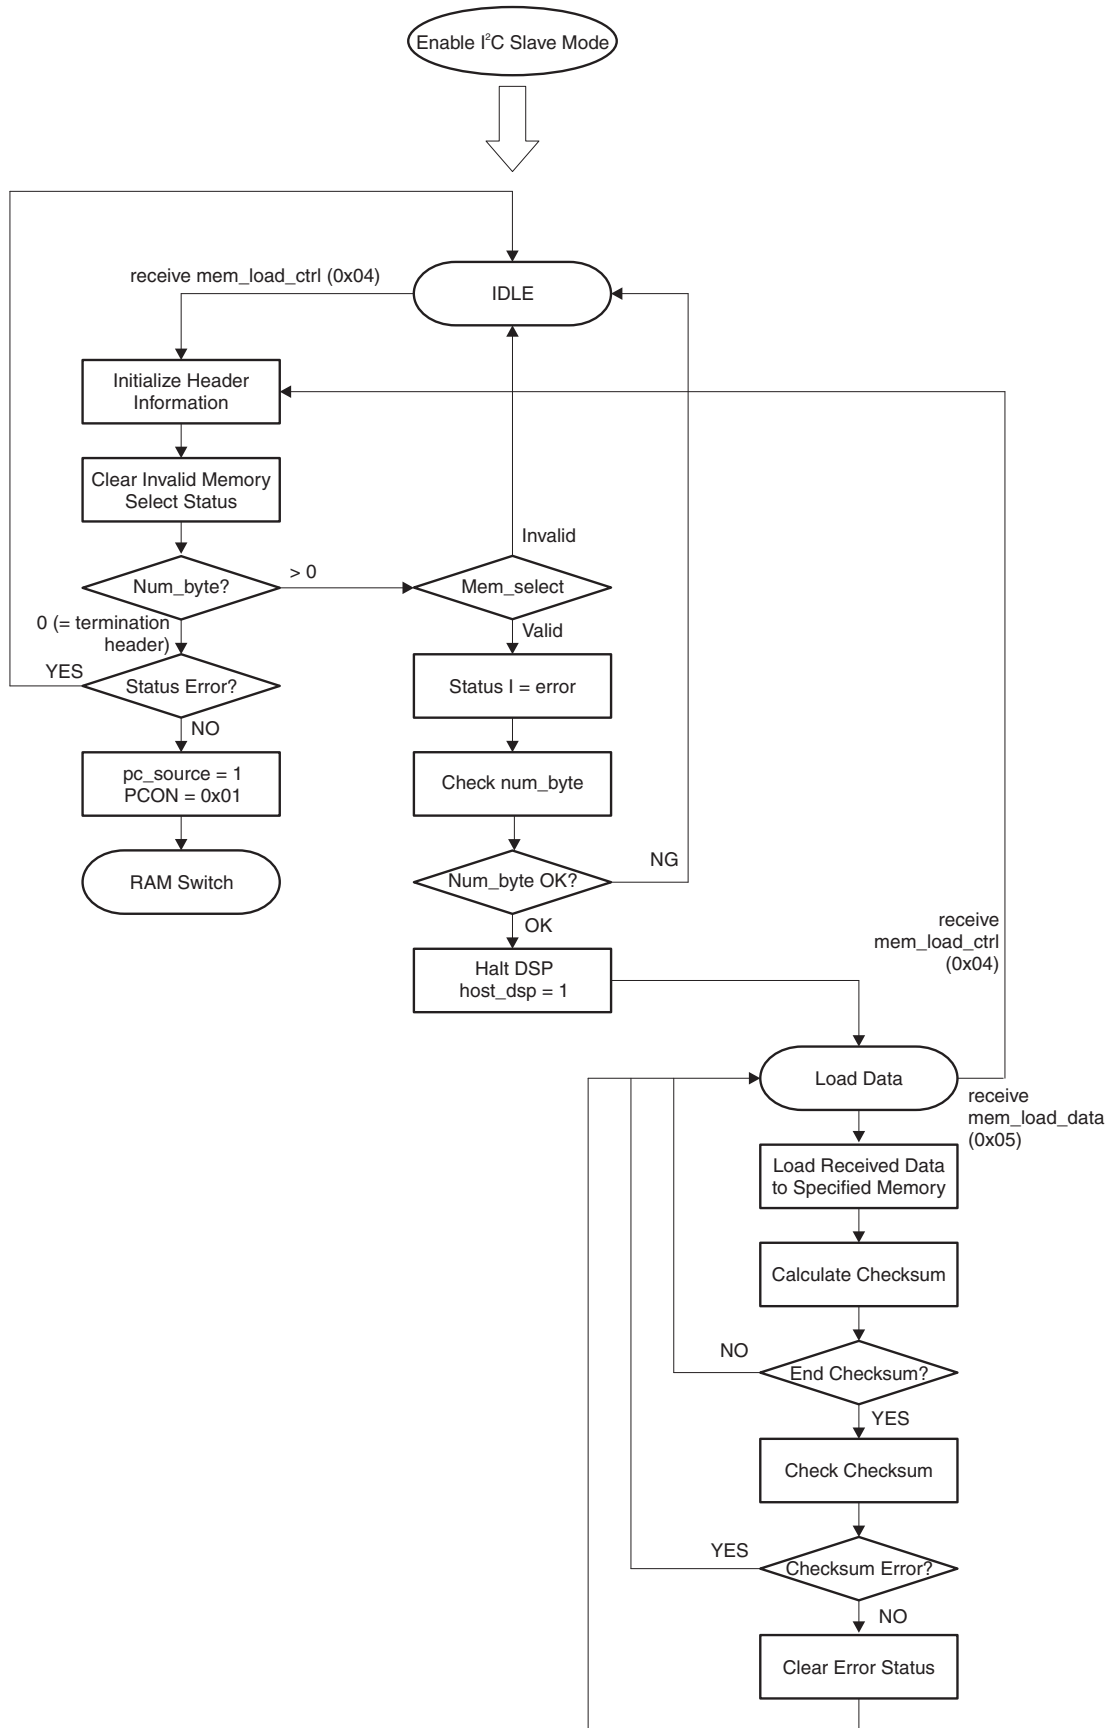 Enable I²C Slave Mode
receive mem_load_ctrl (0x04)
IDLE
Initialize Header
Information
Clear Invalid Memory
Select Status
Invalid
Num_byte?
> 0
Mem_select
0 (= termination
header)
Valid
YES
Status Error?
Status I = error
NO
pc_source = 1
PCON = 0x01
Check num_byte
RAM Switch
Num_byte OK?
NG
OK
receive
mem_load_ctrl
(0x04)
Halt DSP
host_dsp = 1
Load Data
receive
mem_load_data
(0x05)
Load Received Data
to Specified Memory
Calculate Checksum
NO
End Checksum?
YES
Check Checksum
YES
Checksum Error?
NO
Clear Error Status